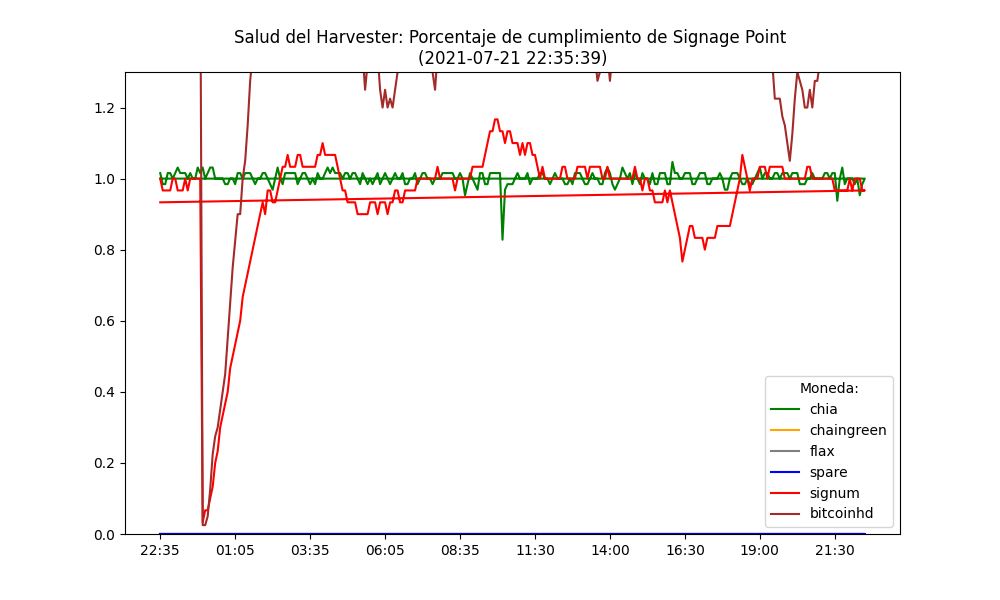 Salud del Harvester: Porcentaje de cumplimiento de Signage Point
(2021-07-21 22:35:39)
1.2
1.0
0.8
0.6
0.4
0.2
0.0
Moneda:
chia
chaingreen
flax
spare
signum
bitcoinhd
22:35 01:05 03:35 06:05 08:35 11:30 14:00 16:30 19:00 21:30